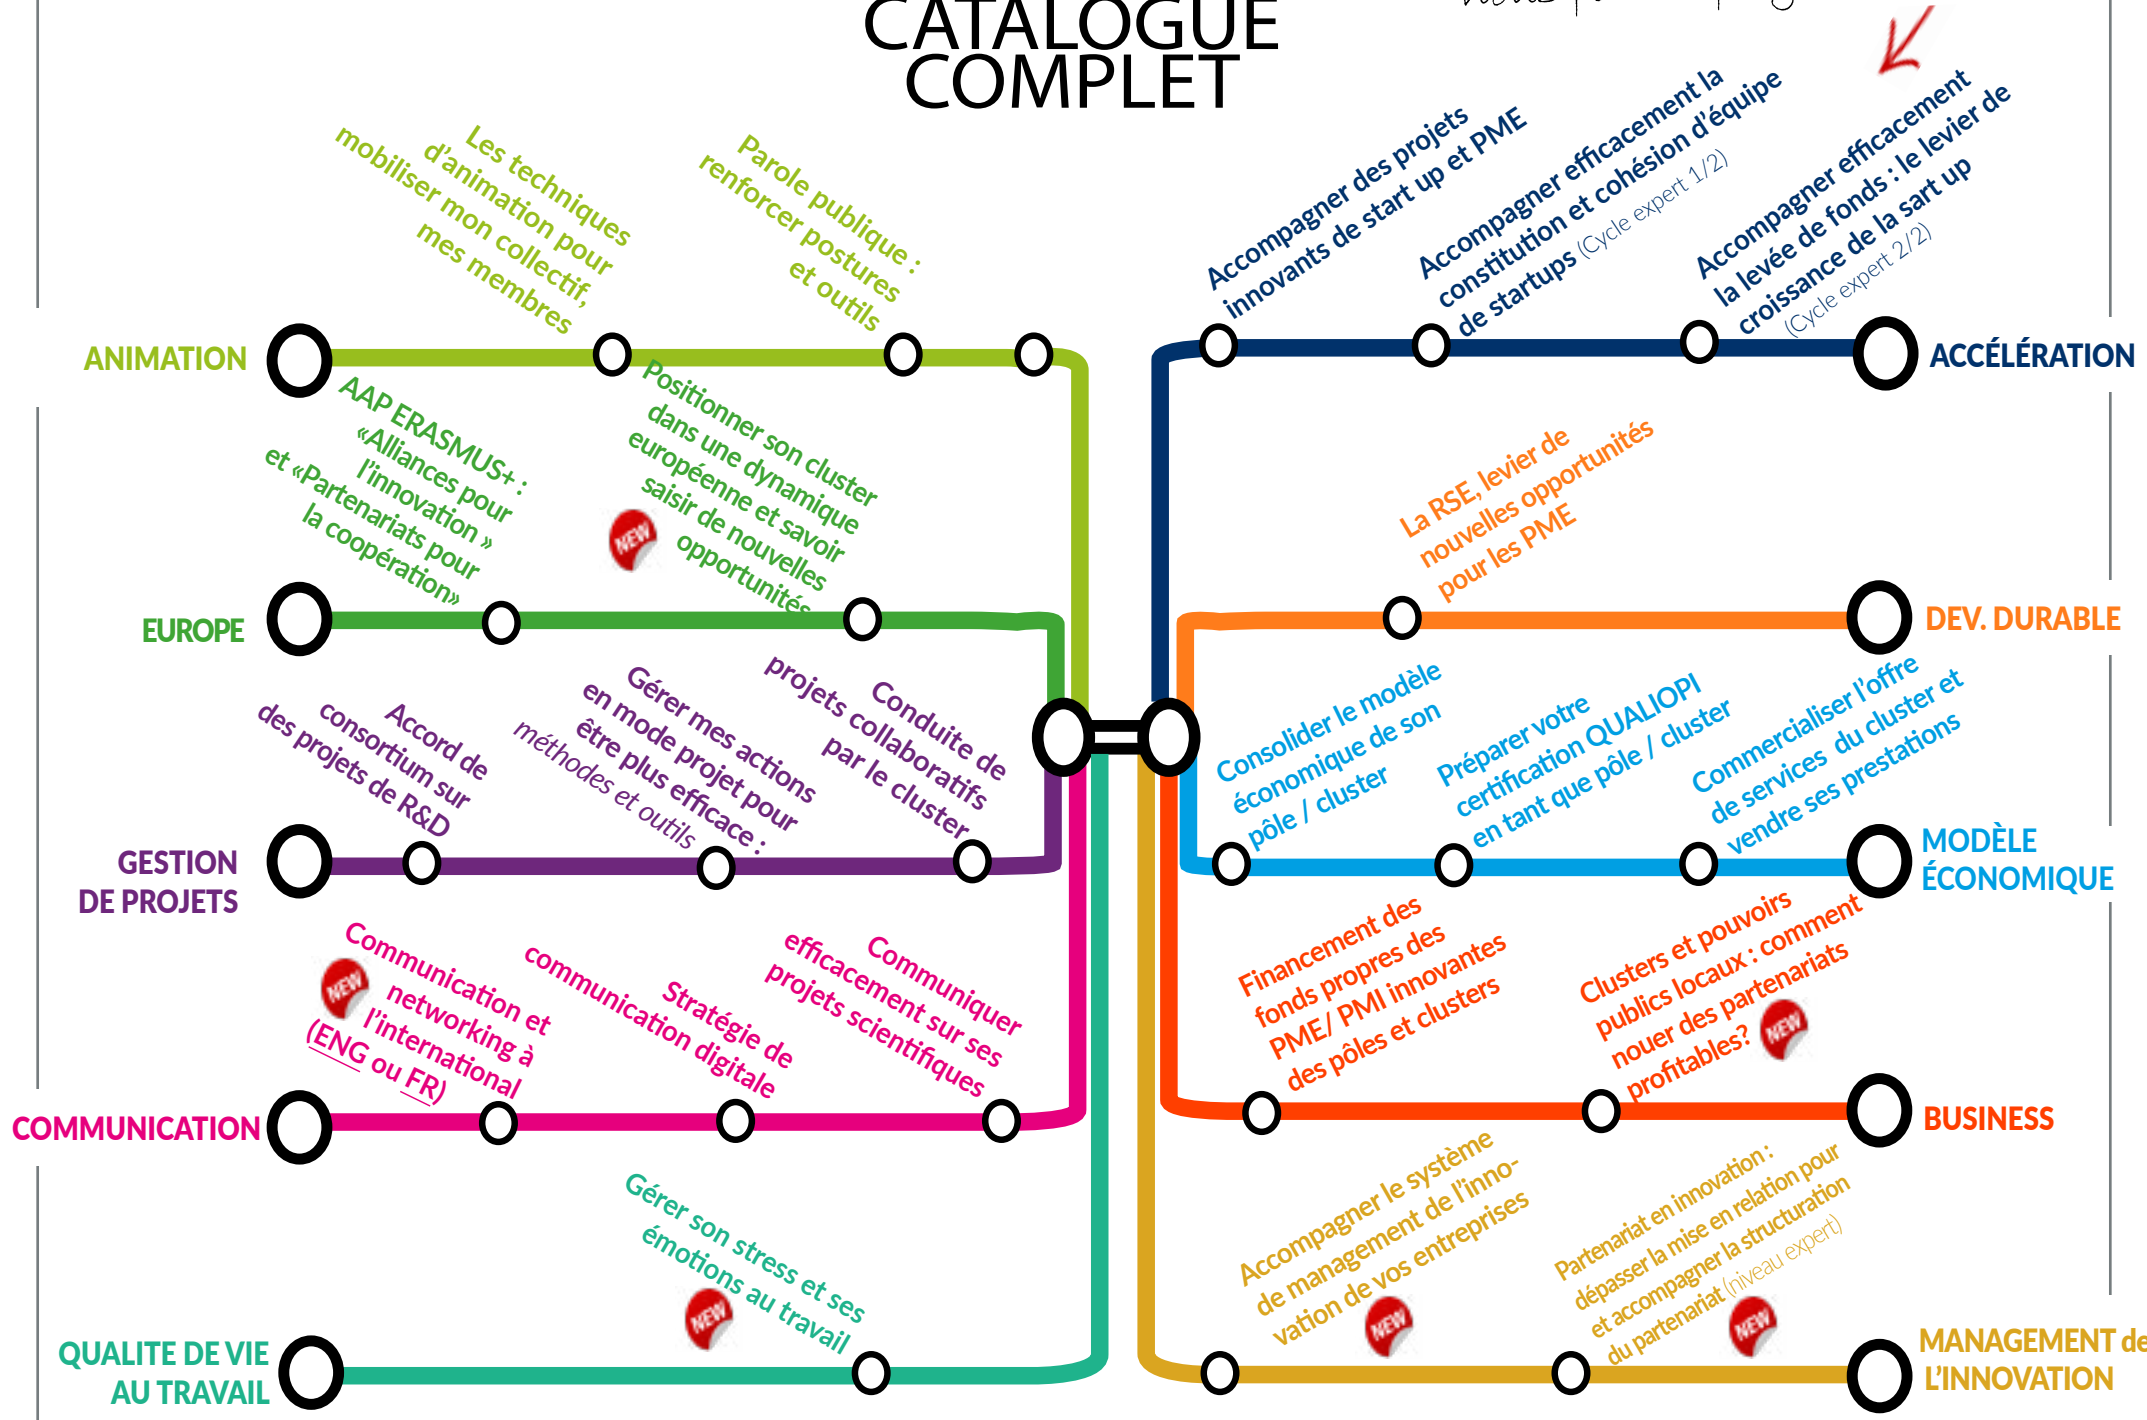 CATALOGUE
COMPLET
ANIMATION
Les techniques
d'animation pour
mobiliser mon collectif,
mes membres
Parole publique :
renforcer postures
et outils
EUROPE
AAP ERASMUS+ :
«Alliances pour
l'innovation »
et «Partenariats pour
la coopération»
Positionner son cluster
dans une dynamique
européenne et savoir
saisir de nouvelles
opportunités
NEW
GESTION
DE PROJETS
Accord de
consortium sur
des projets de R&D
Gérer mes actions
en mode projet pour
être plus efficace :
méthodes et outils
Conduite de
projets collaboratifs
par le cluster
COMMUNICATION
Communication et
networking à
l'international
(ENG ou FR)
NEW
Stratégie de
communication digitale
Communiquer
efficacement sur ses
projets scientifiques
QUALITE DE VIE
AU TRAVAIL
Gérer son stress et ses
émotions au travail
NEW
Accompagner des projets
innovants de start up et PME
Accompagner efficacement la
constitution et cohésion d'équipe
de startups (Cycle expert 1/2)
Accompagner efficacement
la levée de fonds : le levier de
croissance de la sart up
(Cycle expert 2/2)
ACCÉLÉRATION
La RSE, levier de
nouvelles opportunités
pour les PME
DEV. DURABLE
Consolider le modèle
économique de son
pôle / cluster
Préparer votre
certification QUALIOPI
en tant que pôle / cluster
Commercialiser l'offre
de services du cluster et
vendre ses prestations
MODÈLE
ÉCONOMIQUE
Financement des
fonds propres des
PME/ PMI innovantes
des pôles et clusters
Clusters et pouvoirs
publics locaux : comment
nouer des partenariats
profitables?
NEW
BUSINESS
Accompagner le système
de management de l'inno-
vation de vos entreprises
NEW
Partenariat en innovation :
dépasser la mise en relation pour
et accompagner la structuration
du partenariat (niveau expert)
NEW
MANAGEMENT de
L'INNOVATION